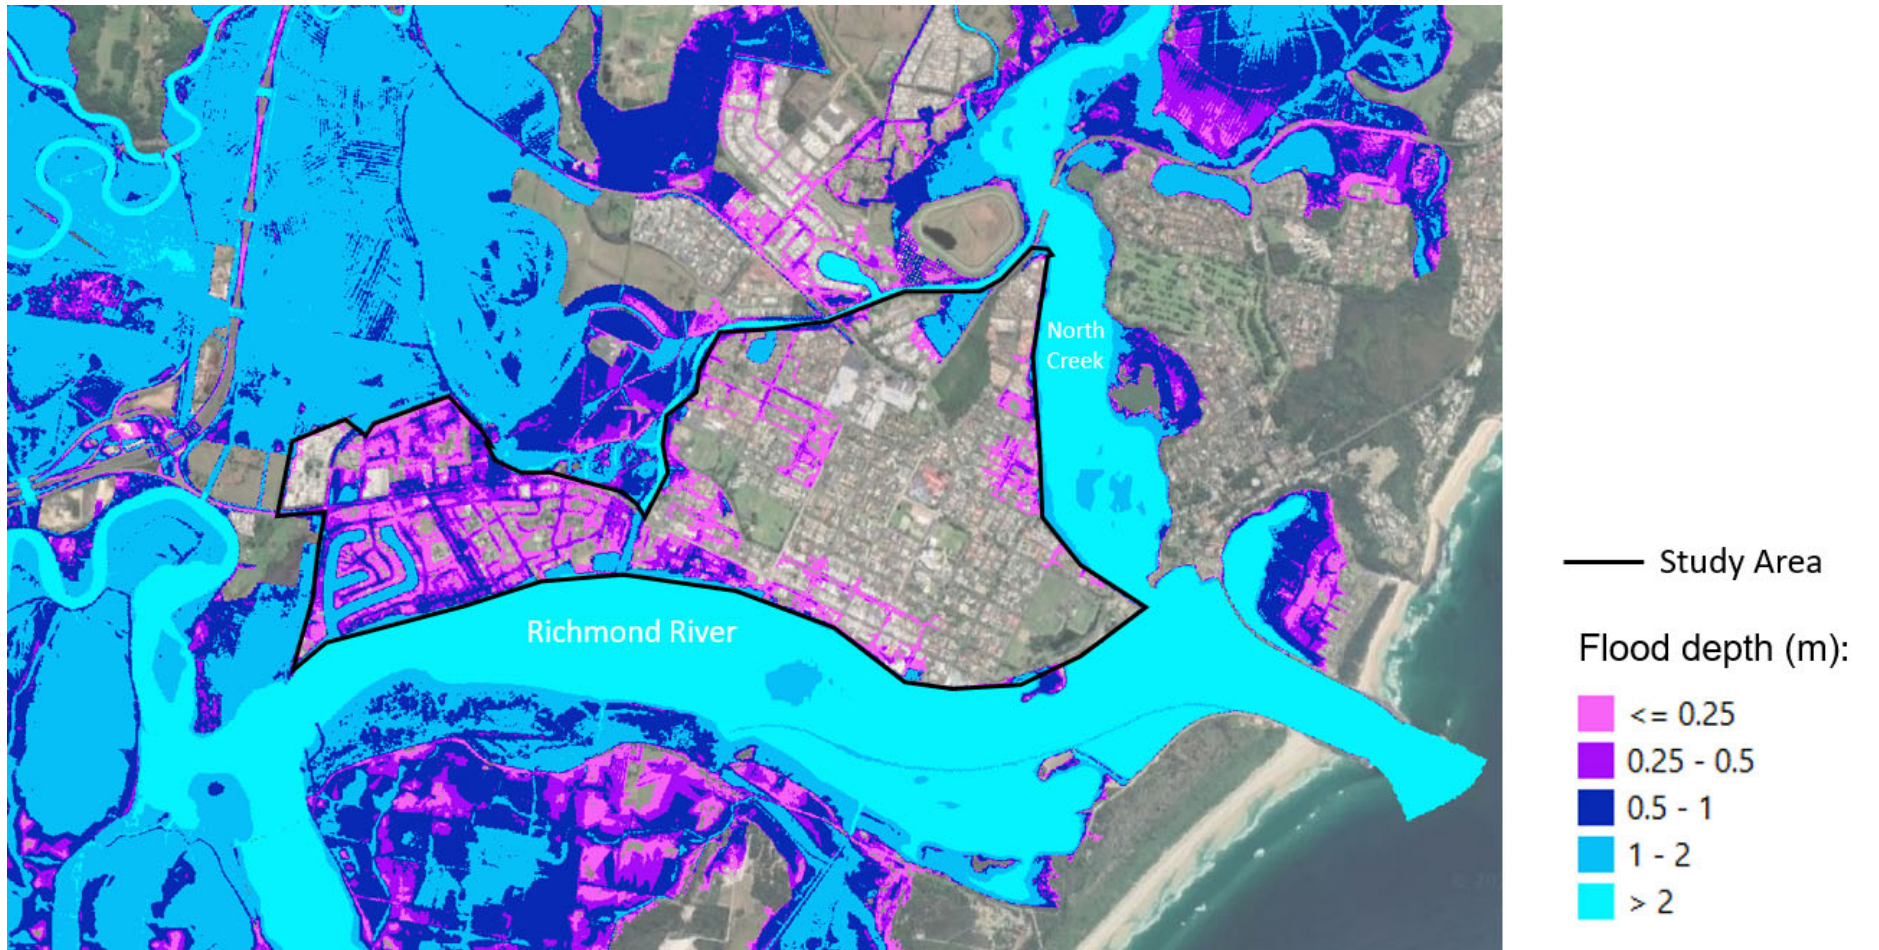 North
Creek
Richmond River
Study Area
Flood depth (m):
<= 0.25
0.25 - 0.5
0.5 - 1
1 - 2
> 2